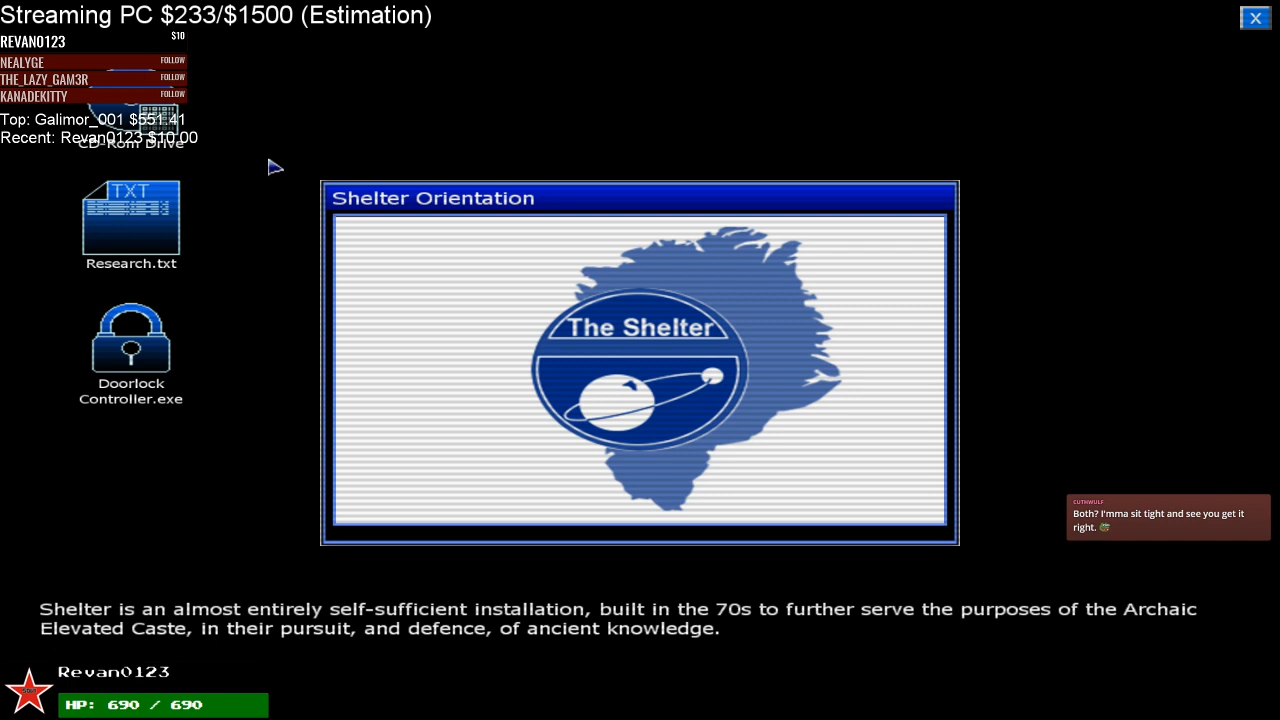 Streaming PC $233/$1500 (Estimation)
X
REVAN0123 $10
NEALYGE FOLLOW
THE_LAZY_GAM3R FOLLOW
KANADEKITTY FOLLOW
Top: Galimor_001 $551.41
Recent: Revan0123 $10.00
CD-Rom Drive
TXT
Research.txt
Doorlock
Controller.exe
Shelter Orientation
The Shelter
CUTHWULF
Both? I'mma sit tight and see you get it
right.
Shelter is an almost entirely self-sufficient installation, built in the 70s to further serve the purposes of the Archaic
Elevated Caste, in their pursuit, and defence, of ancient knowledge.
Revan0123
HP: 690 / 690